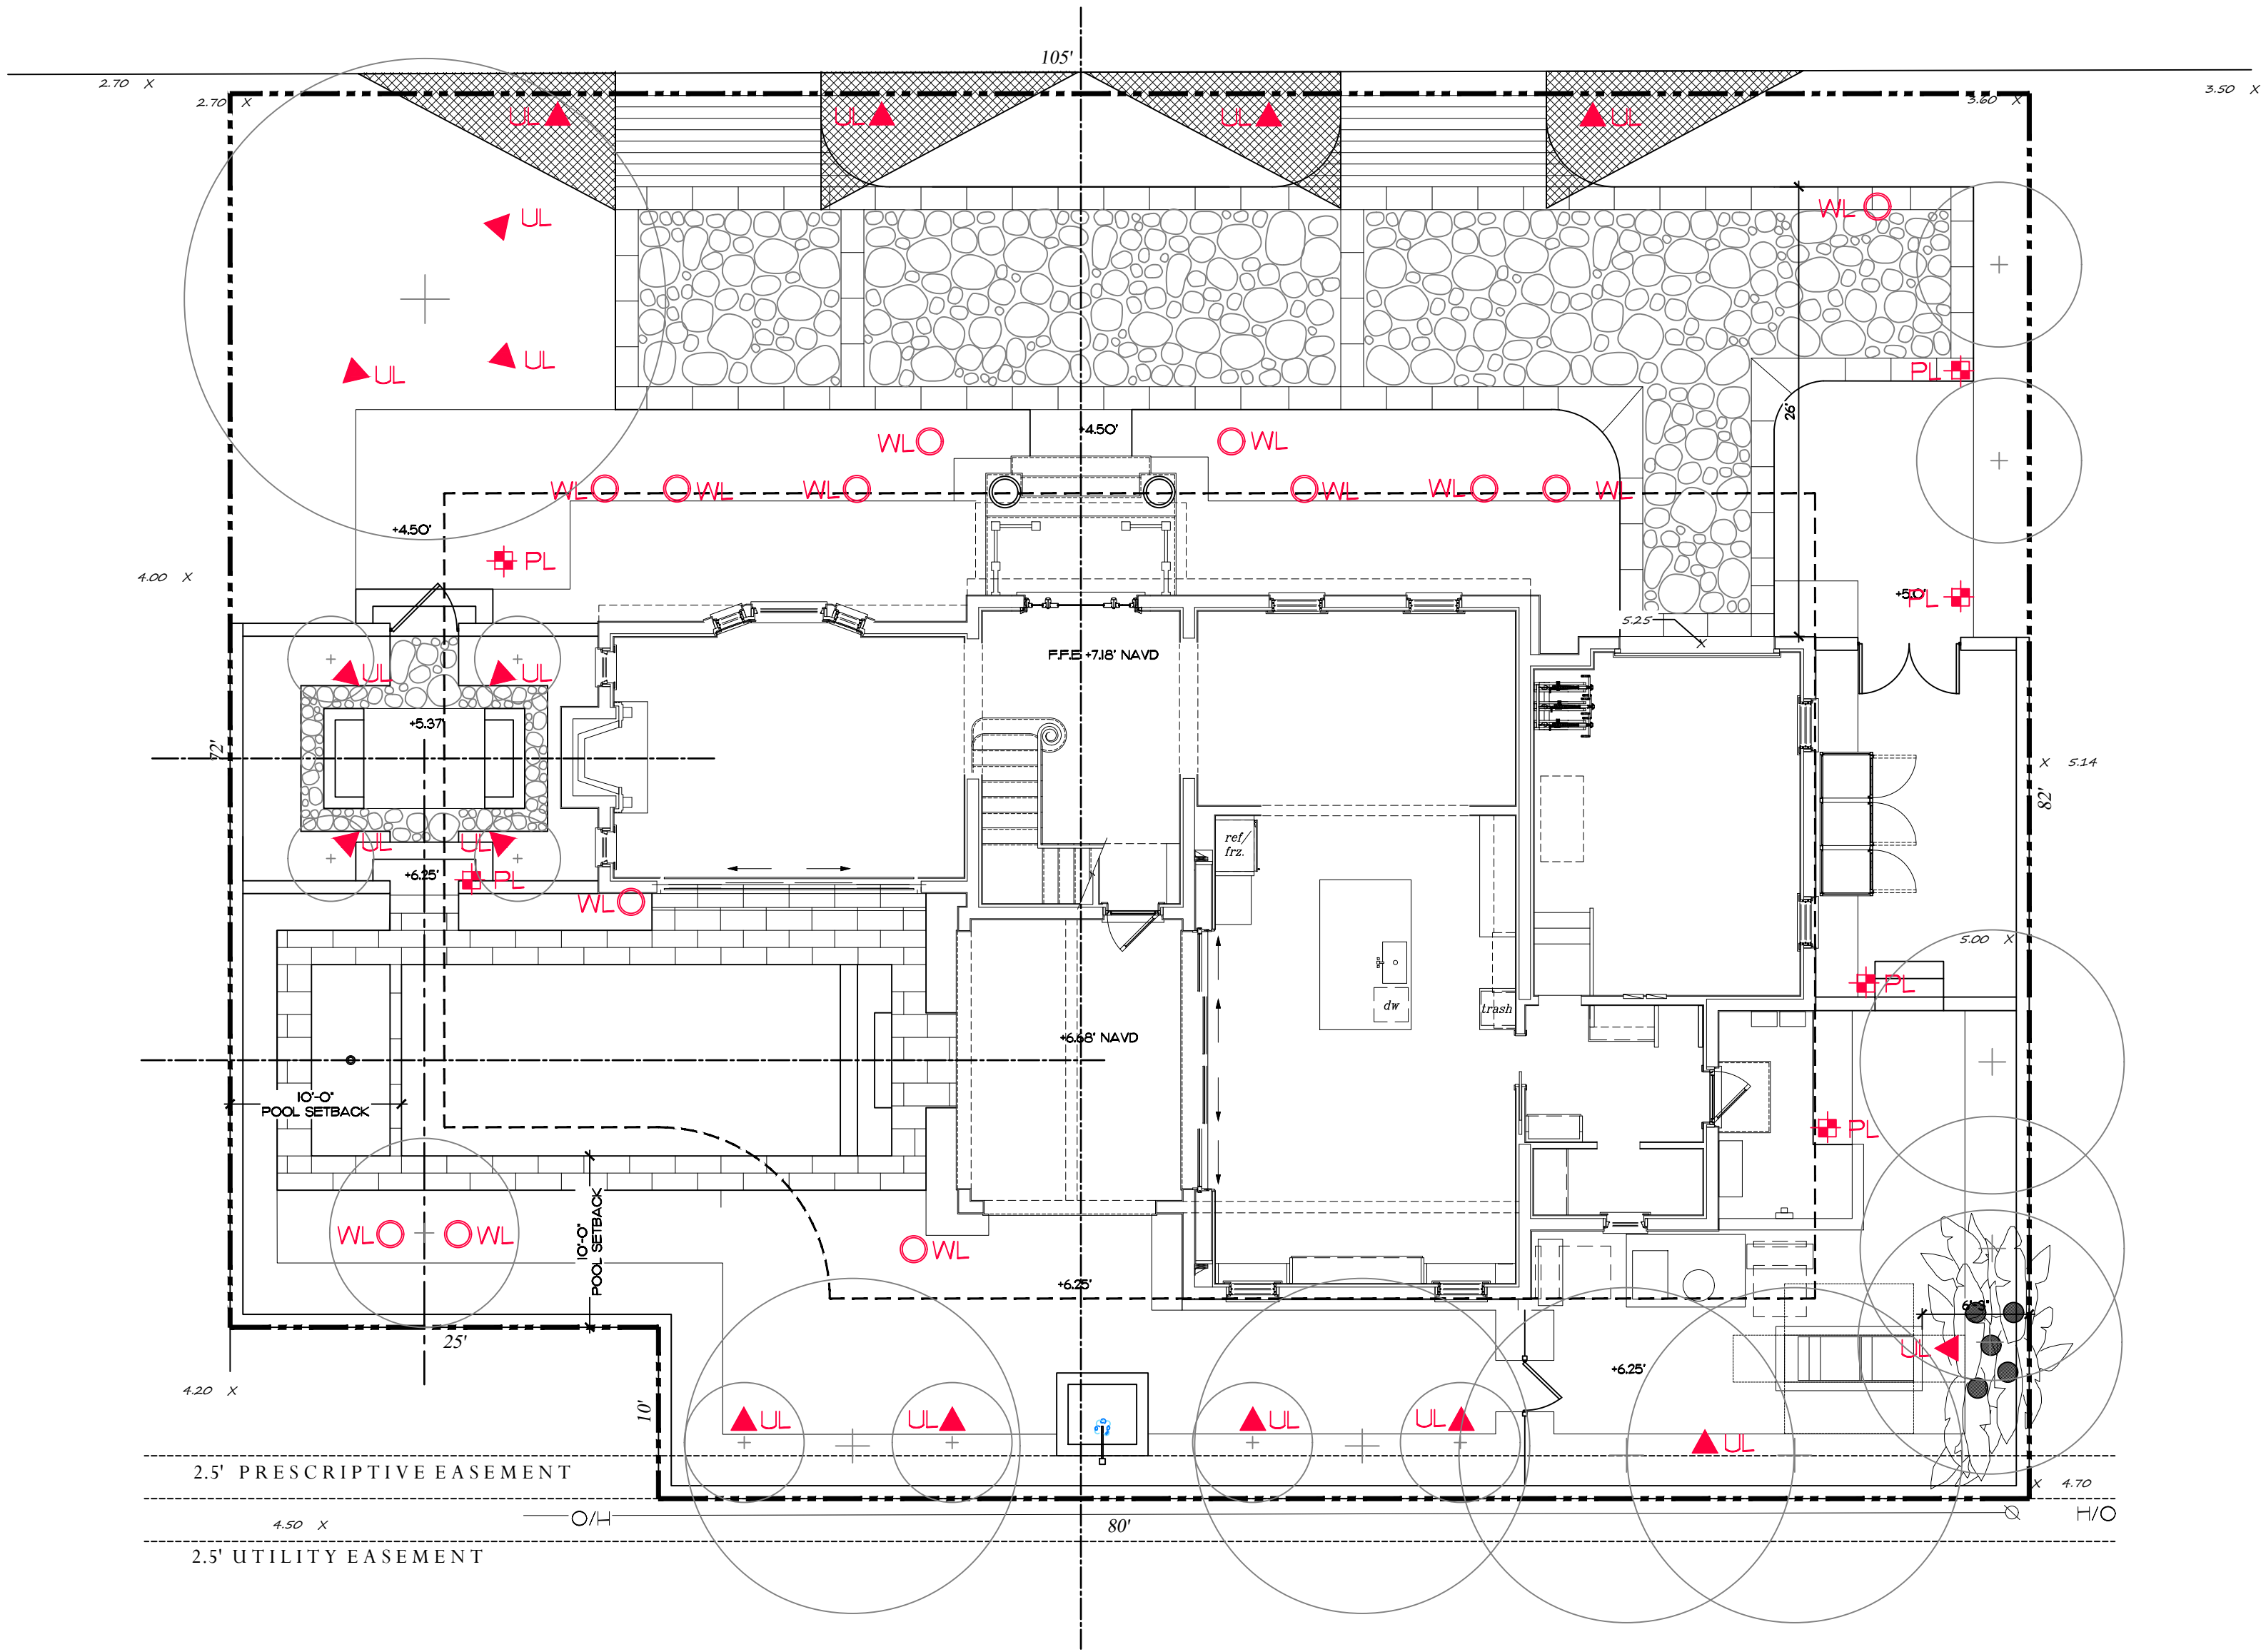 105'
2.70 X
3.50 X
2.70 X
3.60 X
UL
UL
UL
UL
WL
UL
UL
UL
PL
26'
+4.50'
WL
WL
WL
WL
WL
WL
WL
WL
+4.50'
PL
4.00 X
PL
5.25
X
F.F.E +7.18' NAVD
UL
UL
+5.37'
72'
X 5.14
82'
UL
UL
ref/
frz.
+6.25'
PL
WL
5.00 X
PL
dw
trash
+6.68' NAVD
10'-0"
POOL SETBACK
PL
10'-0"
POOL SETBACK
WL
WL
WL
+6.25'
6'-3"
25'
UL
+6.25'
4.20 X
10'
UL
UL
UL
UL
UL
2.5' PRESCRIPTIVE EASEMENT
X 4.70
O/H
H/O
4.50 X
80'
2.5' UTILITY EASEMENT